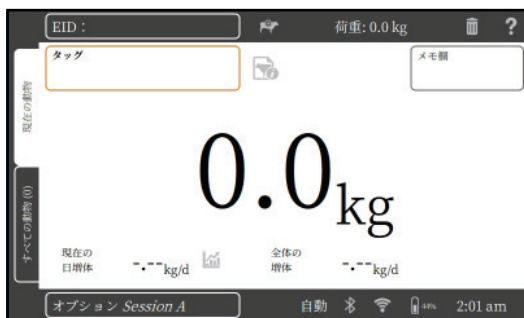 EID：
荷重: 0.0 kg
?
タッグ
メモ欄
現在の動物
すべての動物 (0)
0.0kg
現在の
日増体
-.--kg/d
全体の
増体
-.--kg/d
オプション Session A
自動
44%
2:01 am